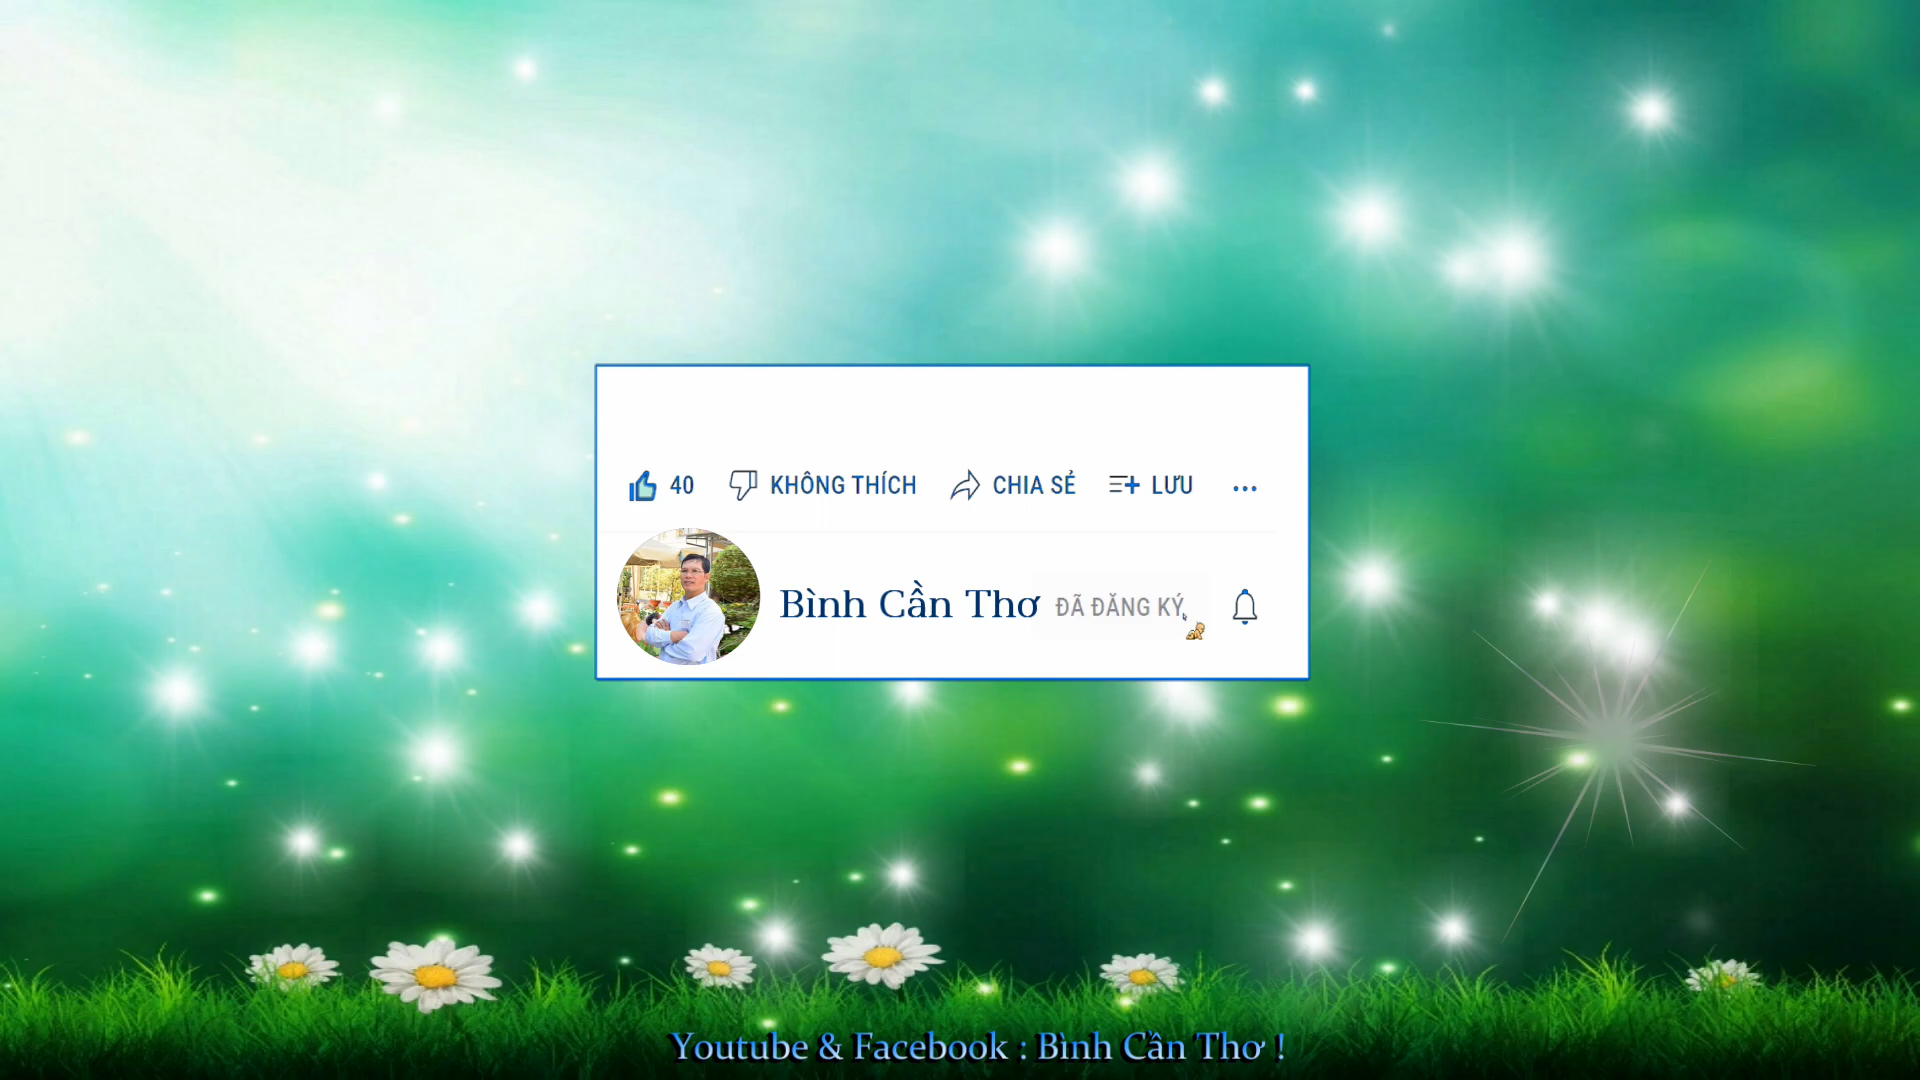 40 KHÔNG THÍCH CHIA SẺ LƯU
Bình Cần Thơ ĐÃ ĐĂNG KÝ
Youtube & Facebook : Bình Cần Thơ !